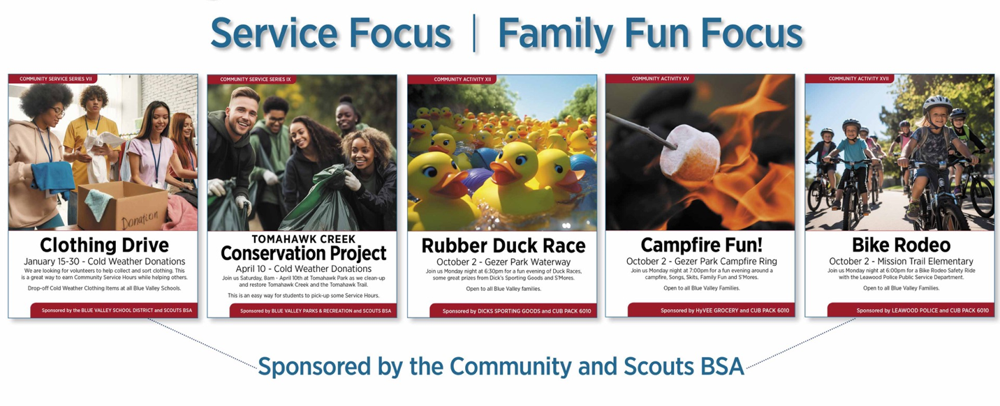 Service Focus | Family Fun Focus
COMMUNITY SERVICE SERIES VII
Donation
Clothing Drive
January 15-30 - Cold Weather Donations
We are looking for volunteers to help collect and sort clothing. This
is a great way to earn Community Service Hours while helping others.
Drop-off Cold Weather Clothing Items at all Blue Valley Schools.
Sponsored by the BLUE VALLEY SCHOOL DISTRICT and SCOUTS BSA
COMMUNITY SERVICE SERIES IX
TOMAHAWK CREEK
Conservation Project
April 10 - Cold Weather Donations
Join us Saturday, 8am - April 10th at Tomahawk Park as we clean-up
and restore Tomahawk Creek and the Tomahawk Trail.
This is an easy way for students to pick-up some Service Hours.
Sponsored by BLUE VALLEY PARKS & RECREATION and SCOUTS BSA
COMMUNITY ACTIVITY XII
Rubber Duck Race
October 2 - Gezer Park Waterway
Join us Monday night at 6:30pm for a fun evening of Duck Races,
some great prizes from Dick's Sporting Goods and S'Mores.
Open to all Blue Valley families.
Sponsored by DICKS SPORTING GOODS and CUB PACK 6010
COMMUNITY ACTIVITY XV
Campfire Fun!
October 2 - Gezer Park Campfire Ring
Join us Monday night at 7:00pm for a fun evening around a
campfire, Songs, Skits, Family Fun and S'Mores.
Open to all Blue Valley Families.
Sponsored by HyVEE GROCERY and CUB PACK 6010
COMMUNITY ACTIVITY XVII
Bike Rodeo
October 2 - Mission Trail Elementary
Join us Monday night at 6:00pm for a Bike Rodeo Safety Ride
with the Leawood Police Public Service Department.
Open to all Blue Valley Families.
Sponsored by LEAWOOD POLICE and CUB PACK 6010
Sponsored by the Community and Scouts BSA